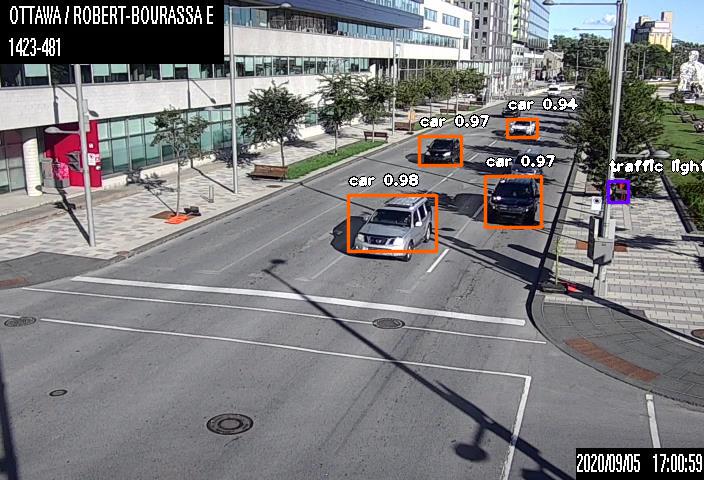 OTTAWA / ROBERT-BOURASSA E
1423-481
car 0.94
car 0.97
car 0.97
traffic light
car 0.98
2020/09/05 17:00:59